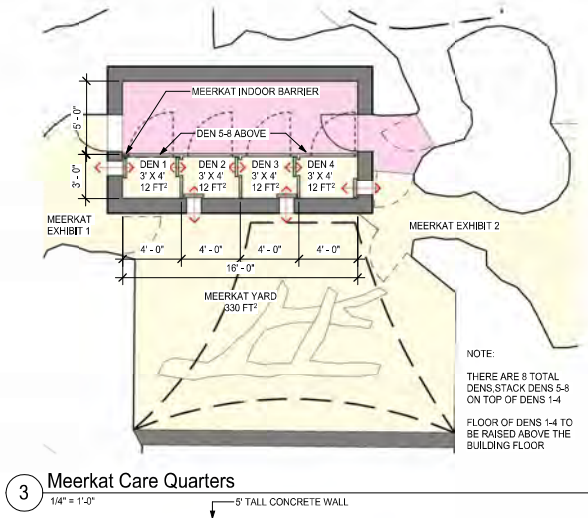 MEERKAT INDOOR BARRIER
5' - 0"
DEN 5-8 ABOVE
3' - 0"
DEN 1
3' X 4'
12 FT²
DEN 2
3' X 4'
12 FT²
DEN 3
3' X 4'
12 FT²
DEN 4
3' X 4'
12 FT²
MEERKAT
EXHIBIT 1
MEERKAT EXHIBIT 2
4' - 0"
4' - 0"
4' - 0"
4' - 0"
16' - 0"
MEERKAT YARD
330 FT²
NOTE:
THERE ARE 8 TOTAL
DENS,STACK DENS 5-8
ON TOP OF DENS 1-4
FLOOR OF DENS 1-4 TO
BE RAISED ABOVE THE
BUILDING FLOOR
3
Meerkat Care Quarters
1/4" = 1'-0"
5' TALL CONCRETE WALL